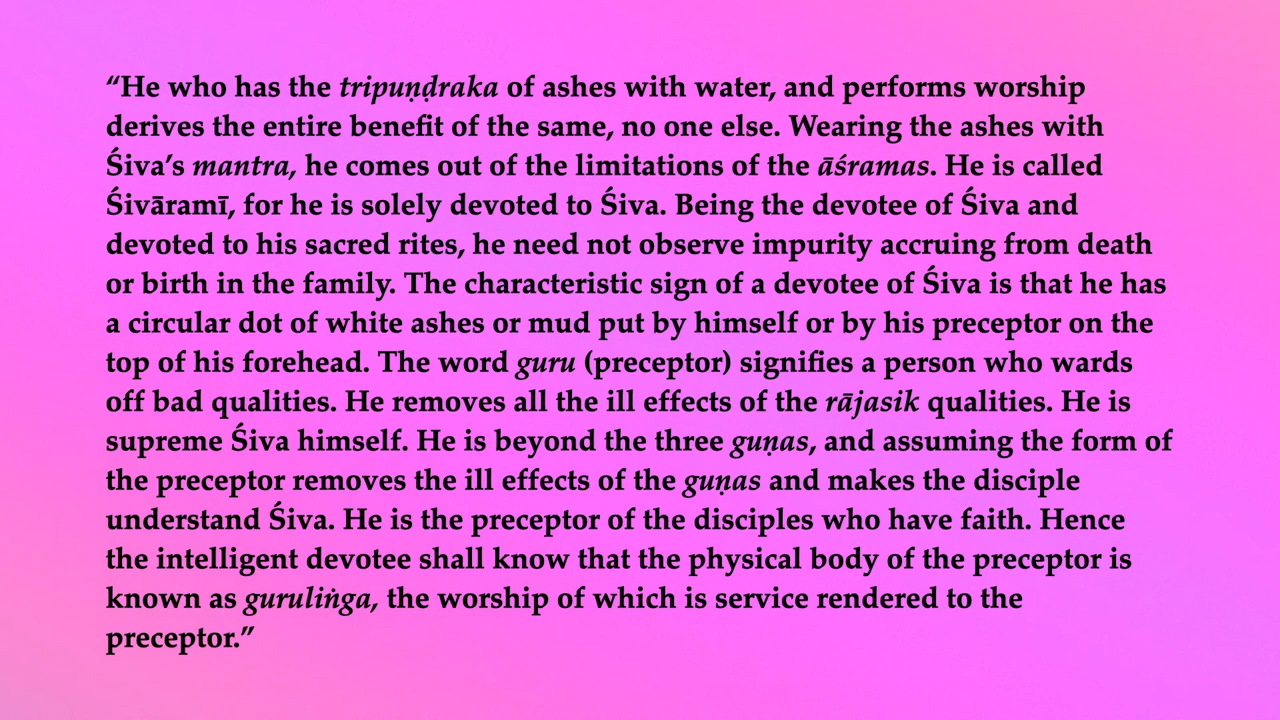 “He who has the tripuṇḍraka of ashes with water, and performs worship
derives the entire benefit of the same, no one else. Wearing the ashes with
Śiva’s mantra, he comes out of the limitations of the āśramas. He is called
Śivāramī, for he is solely devoted to Śiva. Being the devotee of Śiva and
devoted to his sacred rites, he need not observe impurity accruing from death
or birth in the family. The characteristic sign of a devotee of Śiva is that he has
a circular dot of white ashes or mud put by himself or by his preceptor on the
top of his forehead. The word guru (preceptor) signifies a person who wards
off bad qualities. He removes all the ill effects of the rājasik qualities. He is
supreme Śiva himself. He is beyond the three guṇas, and assuming the form of
the preceptor removes the ill effects of the guṇas and makes the disciple
understand Śiva. He is the preceptor of the disciples who have faith. Hence
the intelligent devotee shall know that the physical body of the preceptor is
known as guruliṅga, the worship of which is service rendered to the
preceptor.”